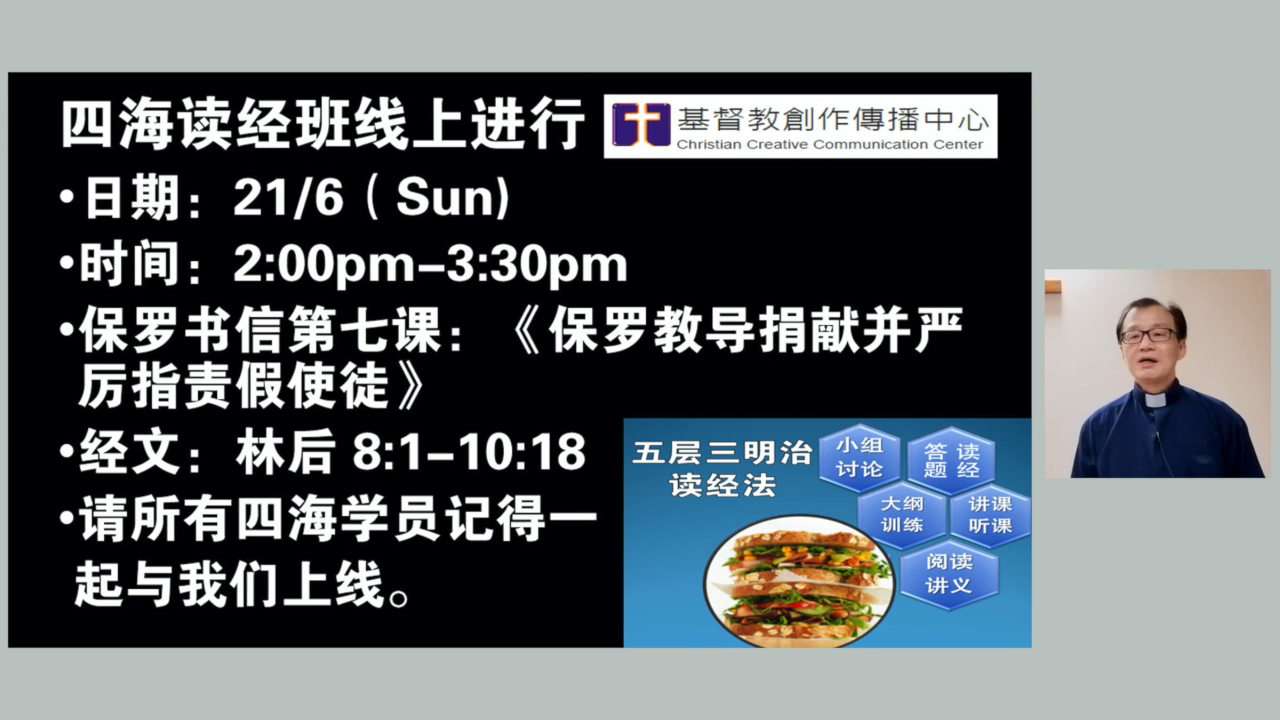 四海读经班线上进行
基督教創作傳播中心
Christian Creative Communication Center
•日期：21/6（Sun)
•时间：2:00pm–3:30pm
•保罗书信第七课：《保罗教导捐献并严
厉指责假使徒》
•经文：林后 8:1–10:18
•请所有四海学员记得一
起与我们上线。
五层三明治
读经法
小组
讨论
答读
题经
大纲
训练
讲课
听课
阅读
讲义